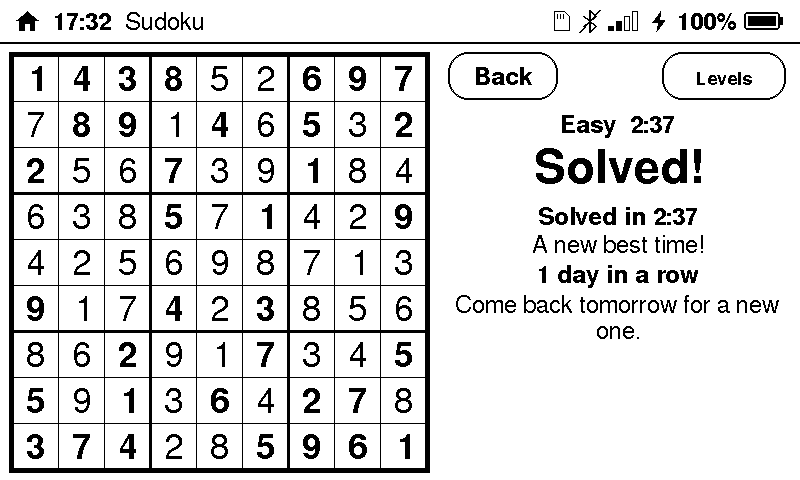 17:32 Sudoku 100%
1 4 3 8 5 2 6 9 7
7 8 9 1 4 6 5 3 2
2 5 6 7 3 9 1 8 4
6 3 8 5 7 1 4 2 9
4 2 5 6 9 8 7 1 3
9 1 7 4 2 3 8 5 6
8 6 2 9 1 7 3 4 5
5 9 1 3 6 4 2 7 8
3 7 4 2 8 5 9 6 1
Back Levels
Easy 2:37
Solved!
Solved in 2:37
A new best time!
1 day in a row
Come back tomorrow for a new
one.